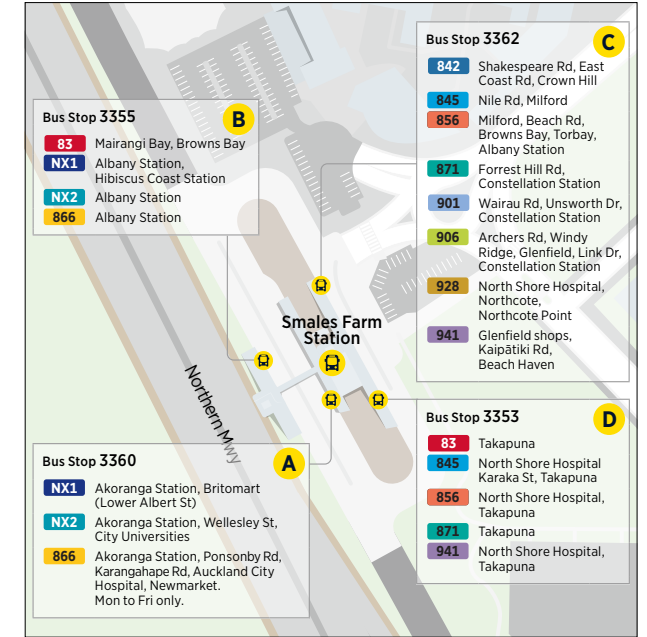 Bus Stop 3355
B
83 Mairangi Bay, Browns Bay
NX1 Albany Station,
Hibiscus Coast Station
NX2 Albany Station
866 Albany Station
Bus Stop 3362
C
842 Shakespeare Rd, East
Coast Rd, Crown Hill
845 Nile Rd, Milford
856 Milford, Beach Rd,
Browns Bay, Torbay,
Albany Station
871 Forrest Hill Rd,
Constellation Station
901 Wairau Rd, Unsworth Dr,
Constellation Station
906 Archers Rd, Windy
Ridge, Glenfield, Link Dr,
Constellation Station
928 North Shore Hospital,
Northcote,
Northcote Point
941 Glenfield shops,
Kaipātiki Rd,
Beach Haven
Smales Farm
Station
Northern Mwy
Bus Stop 3360
A
NX1 Akoranga Station, Britomart
(Lower Albert St)
NX2 Akoranga Station, Wellesley St,
City Universities
866 Akoranga Station, Ponsonby Rd,
Karangahape Rd, Auckland City
Hospital, Newmarket.
Mon to Fri only.
Bus Stop 3353
D
83 Takapuna
845 North Shore Hospital
Karaka St, Takapuna
856 North Shore Hospital,
Takapuna
871 Takapuna
941 North Shore Hospital,
Takapuna